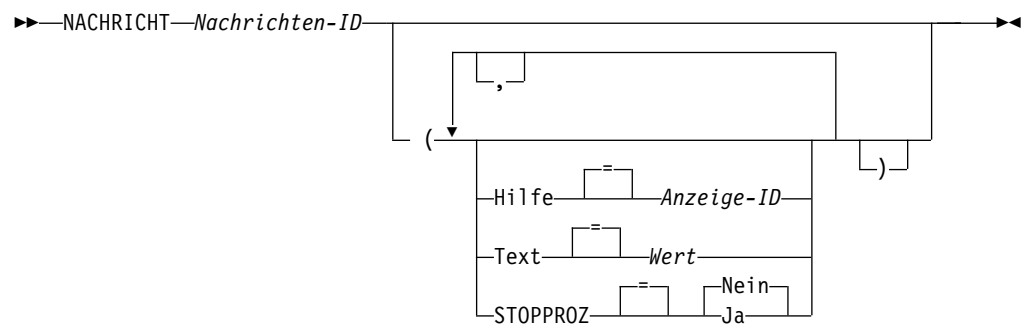 NACHRICHT Nachrichten-ID
,
( )
Hilfe = Anzeige-ID
Text = Wert
STOPPROZ = Nein
Ja